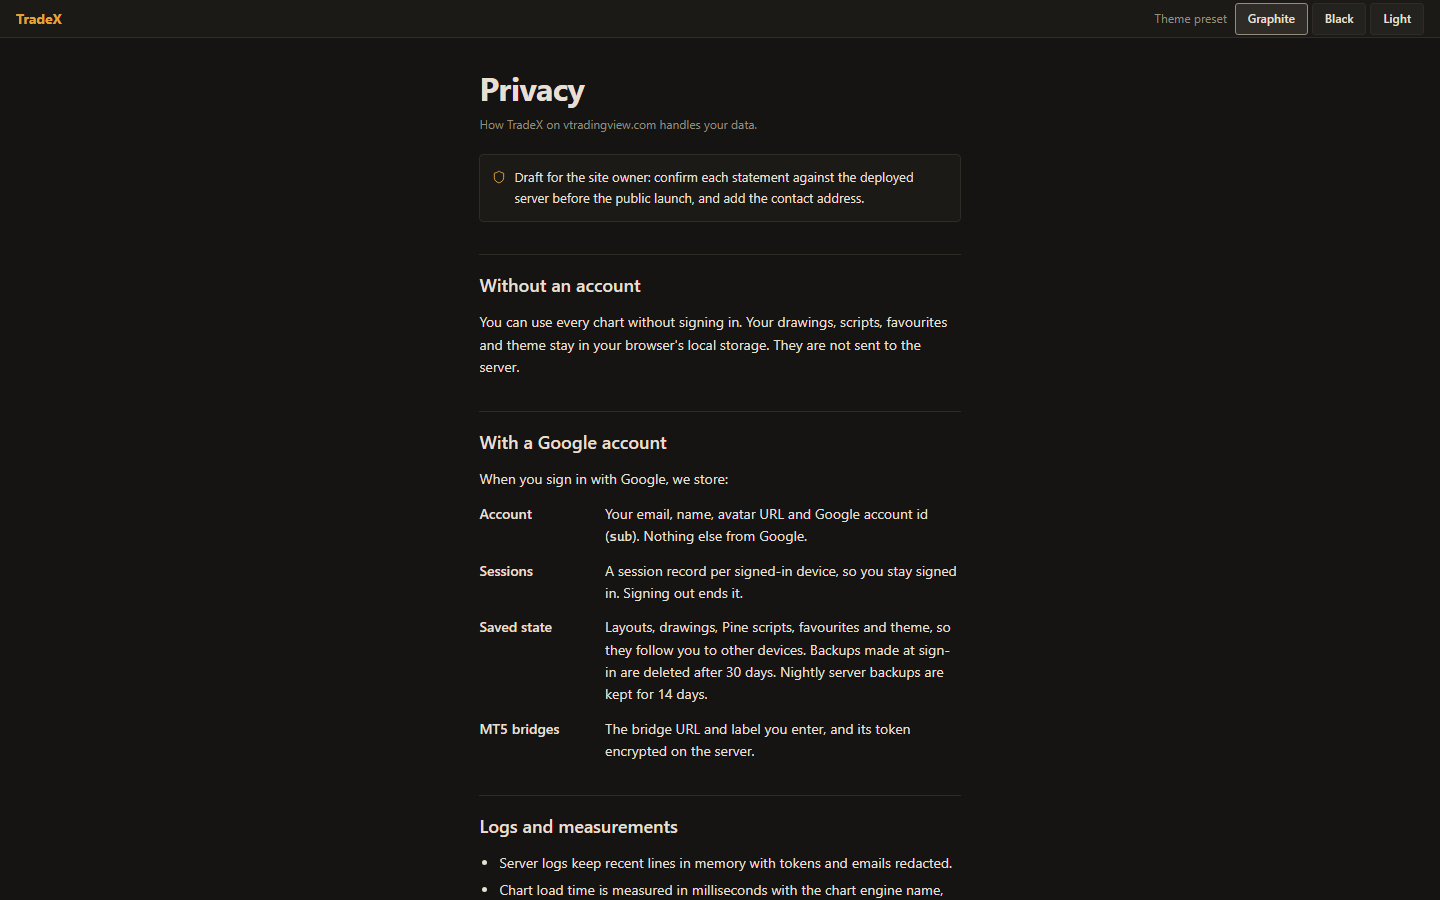 TradeX
Theme preset Graphite Black Light
Privacy
How TradeX on vtradingview.com handles your data.
Draft for the site owner: confirm each statement against the deployed
server before the public launch, and add the contact address.
Without an account
You can use every chart without signing in. Your drawings, scripts, favourites
and theme stay in your browser's local storage. They are not sent to the
server.
With a Google account
When you sign in with Google, we store:
Account
Your email, name, avatar URL and Google account id
(sub). Nothing else from Google.
Sessions
A session record per signed-in device, so you stay signed
in. Signing out ends it.
Saved state
Layouts, drawings, Pine scripts, favourites and theme, so
they follow you to other devices. Backups made at sign-
in are deleted after 30 days. Nightly server backups are
kept for 14 days.
MT5 bridges
The bridge URL and label you enter, and its token
encrypted on the server.
Logs and measurements
• Server logs keep recent lines in memory with tokens and emails redacted.
• Chart load time is measured in milliseconds with the chart engine name,